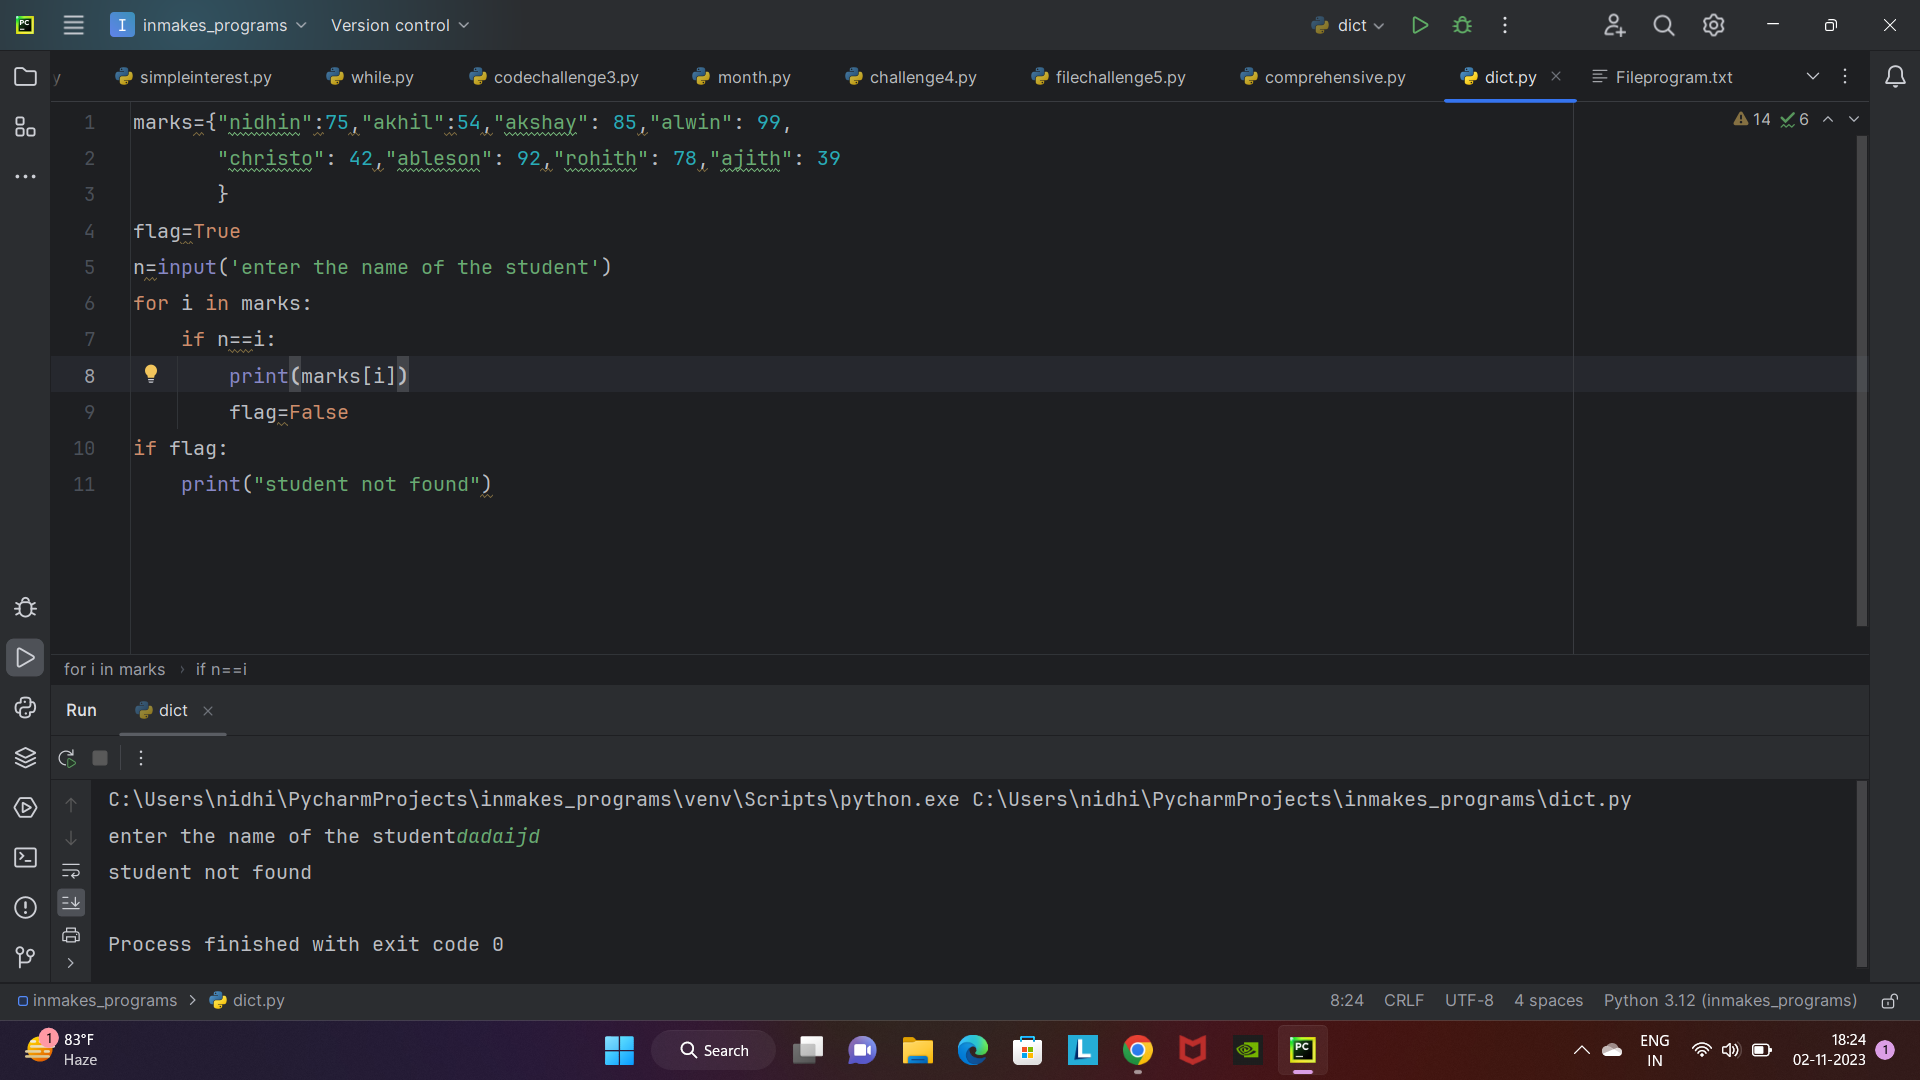 PC I inmakes_programs Version control dict
y simpleinterest.py while.py codechallenge3.py month.py challenge4.py filechallenge5.py comprehensive.py dict.py Fileprogram.txt
1 marks={"nidhin":75,"akhil":54,"akshay": 85,"alwin": 99, 14 6
2 "christo": 42,"ableson": 92,"rohith": 78,"ajith": 39
3 }
4 flag=True
5 n=input('enter the name of the student')
6 for i in marks:
7 if n==i:
8 print(marks[i])
9 flag=False
10 if flag:
11 print("student not found")
for i in marks › if n==i
Run dict
C:\Users\nidhi\PycharmProjects\inmakes_programs\venv\Scripts\python.exe C:\Users\nidhi\PycharmProjects\inmakes_programs\dict.py
enter the name of the studentdadaijd
student not found
Process finished with exit code 0
inmakes_programs > dict.py 8:24 CRLF UTF-8 4 spaces Python 3.12 (inmakes_programs)
1 83°F Search L PC ENG 18:24
Haze IN 02-11-2023 1